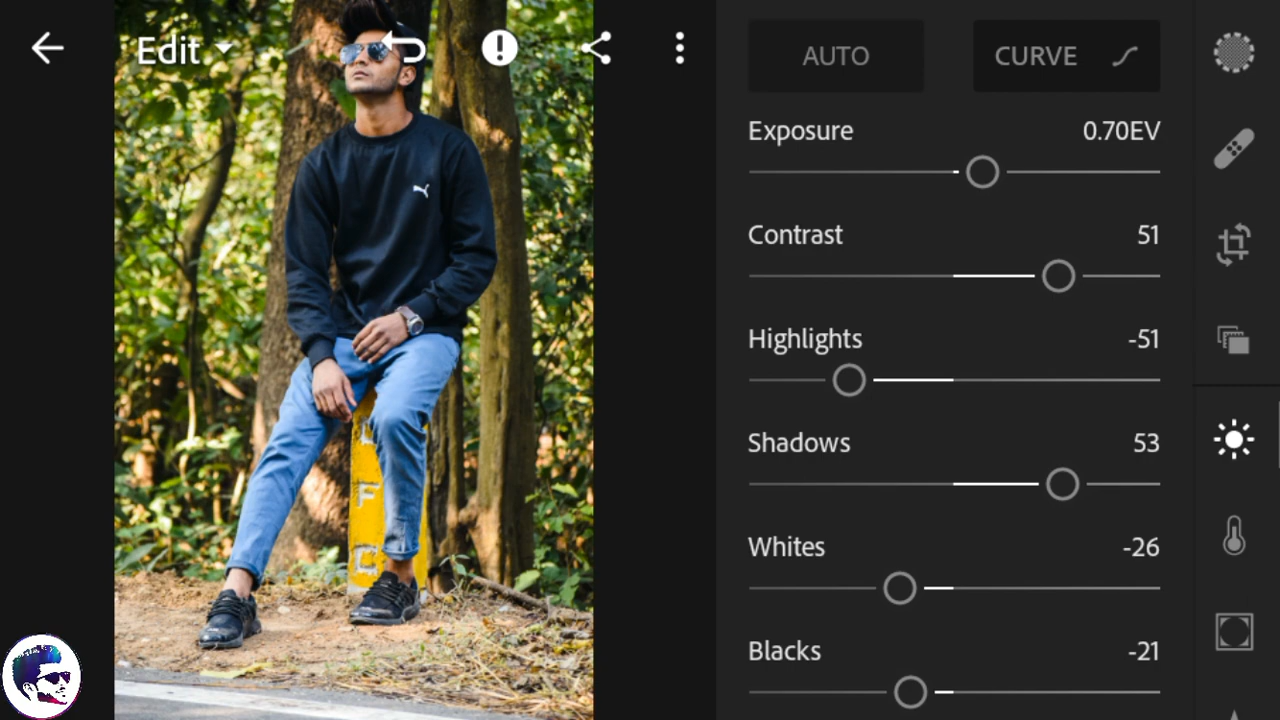 Edit
AUTO
CURVE
Exposure 0.70EV
Contrast 51
Highlights -51
Shadows 53
Whites -26
Blacks -21
L
F
C